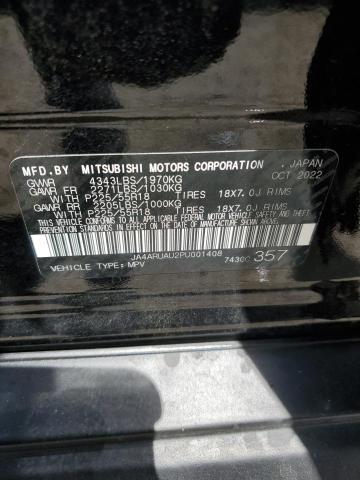 MFD.BY MITSUBISHI MOTORS CORPORATION , JAPAN
GVWR 4343LBS/1970KG OCT 2022
GAWR FR 2271LBS/1030KG
WITH P225/55R18 TIRES 18X7.0J RIMS
GAWR RR 2205LBS/1000KG
WITH P225/55R18 TIRES 18X7.0J RIMS
THIS VEHICLE CONFORMS TO ALL APPLICABLE FEDERAL MOTOR VEHICLE SAFETY, BUMPER, AND THEFT PREVENTION STANDARDS IN EFFECT ON THE DATE OF MANUFACTURE SHOWN ABOVE.
JA4ARUAU2PU001408 7430C 357
VEHICLE TYPE: MPV